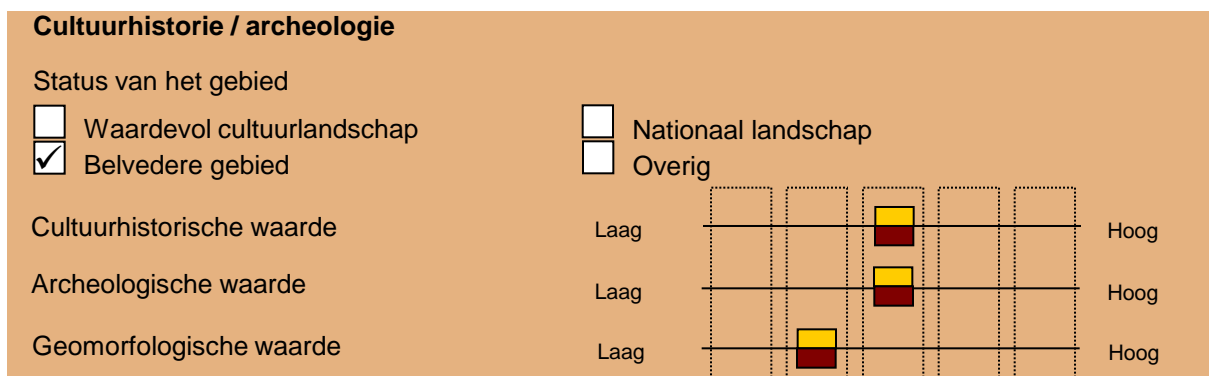 Cultuurhistorie / archeologie
Status van het gebied
Waardevol cultuurlandschap Nationaal landschap
Belvedere gebied Overig
Cultuurhistorische waarde Laag Hoog
Archeologische waarde Laag Hoog
Geomorfologische waarde Laag Hoog